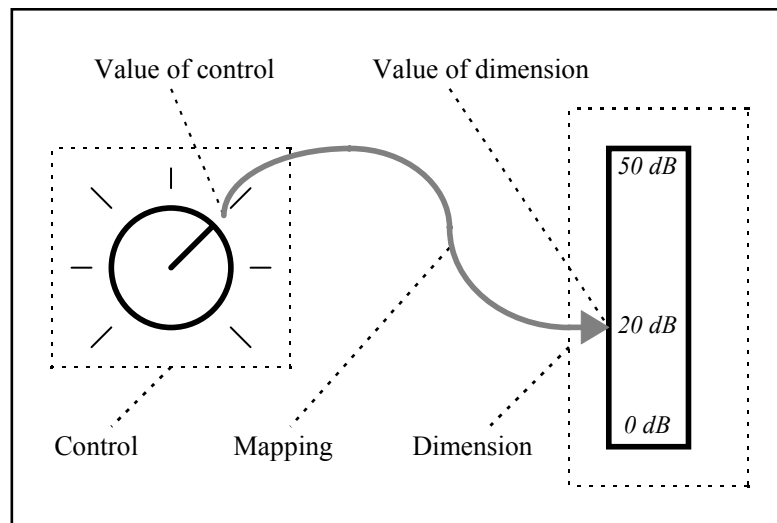 Value of control
Value of dimension
50 dB
20 dB
0 dB
Control
Mapping
Dimension